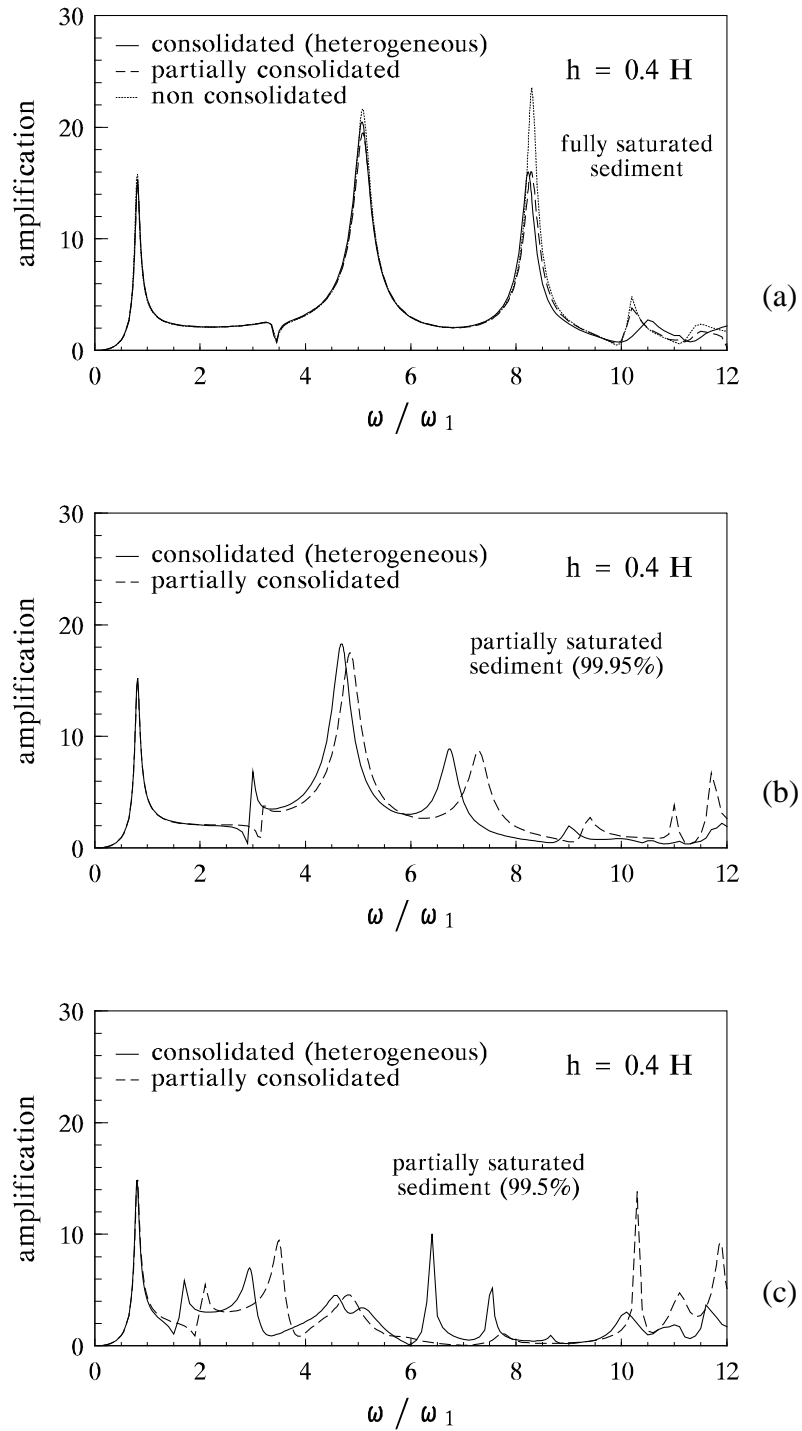 30
consolidated (heterogeneous)
partially consolidated
non consolidated
h = 0.4 H
fully saturated
sediment
20
10
0
amplification
0 2 4 6 8 10 12
ω / ω 1
(a)
30
consolidated (heterogeneous)
partially consolidated
h = 0.4 H
partially saturated
sediment (99.95%)
20
10
0
amplification
0 2 4 6 8 10 12
ω / ω 1
(b)
30
consolidated (heterogeneous)
partially consolidated
h = 0.4 H
partially saturated
sediment (99.5%)
20
10
0
amplification
0 2 4 6 8 10 12
ω / ω 1
(c)